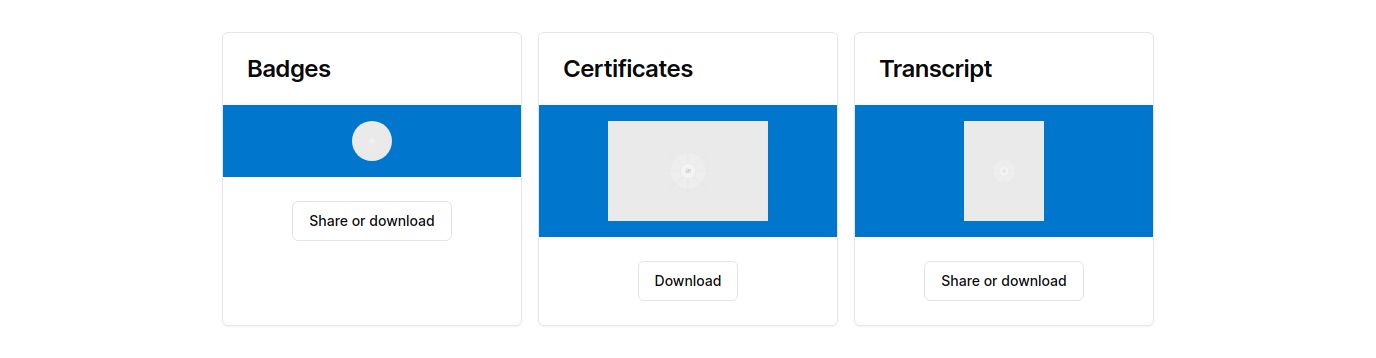 Badges
Certificates
Transcript
Share or download
Download
Share or download